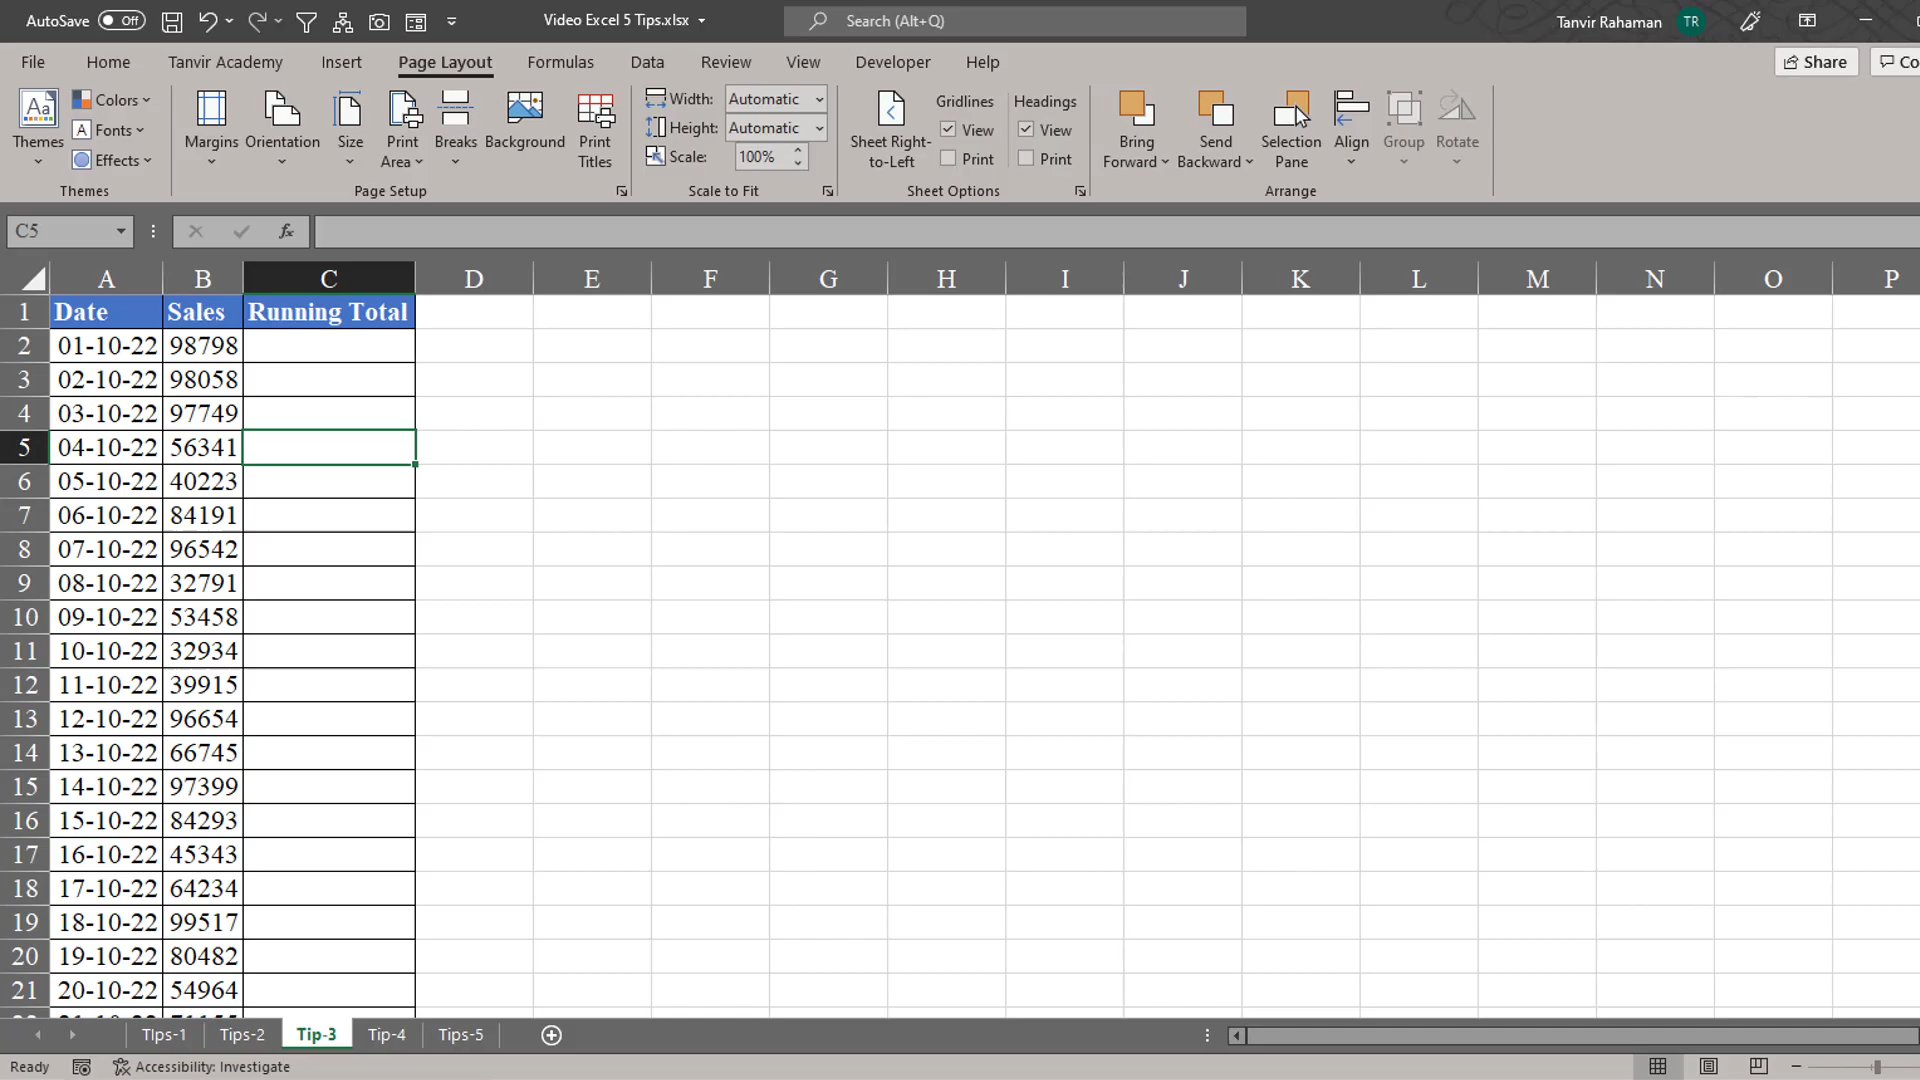 AutoSave Off Video Excel 5 Tips.xlsx Search (Alt+Q) Tanvir Rahaman TR
File Home Tanvir Academy Insert Page Layout Formulas Data Review View Developer Help Share Co
Aa Themes Colors Fonts Effects
Margins Orientation Size Print Area Breaks Background Print Titles
Width: Automatic
Height: Automatic
Scale: 100%
Sheet Right-to-Left
Gridlines View Print
Headings View Print
Bring Forward Send Backward Selection Pane Align Group Rotate
Themes Page Setup Scale to Fit Sheet Options Arrange
C5 fx
A B C D E F G H I J K L M N O P
1 Date Sales Running Total
2 01-10-22 98798
3 02-10-22 98058
4 03-10-22 97749
5 04-10-22 56341
6 05-10-22 40223
7 06-10-22 84191
8 07-10-22 96542
9 08-10-22 32791
10 09-10-22 53458
11 10-10-22 32934
12 11-10-22 39915
13 12-10-22 96654
14 13-10-22 66745
15 14-10-22 97399
16 15-10-22 84293
17 16-10-22 45343
18 17-10-22 64234
19 18-10-22 99517
20 19-10-22 80482
21 20-10-22 54964
TIps-1 Tips-2 Tip-3 Tip-4 Tips-5
Ready Accessibility: Investigate